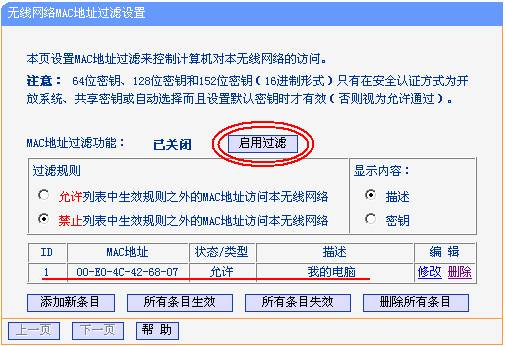 无线网络MAC地址过滤设置
本页设置MAC地址过滤来控制计算机对本无线网络的访问。
注意： 64位密钥、128位密钥和152位密钥（16进制形式）只有在安全认证方式为开
放系统、共享密钥或自动选择而且设置默认密钥时才有效（否则视为允许通过）。
MAC地址过滤功能： 已关闭 启用过滤
过滤规则 显示内容：
允许列表中生效规则之外的MAC地址访问本无线网络 描述
禁止列表中生效规则之外的MAC地址访问本无线网络 密钥
ID MAC地址 状态/类型 描述 编 辑
1 00-E0-4C-42-68-07 允许 我的电脑 修改 删除
添加新条目 所有条目生效 所有条目失效 删除所有条目
上一页 下一页 帮 助